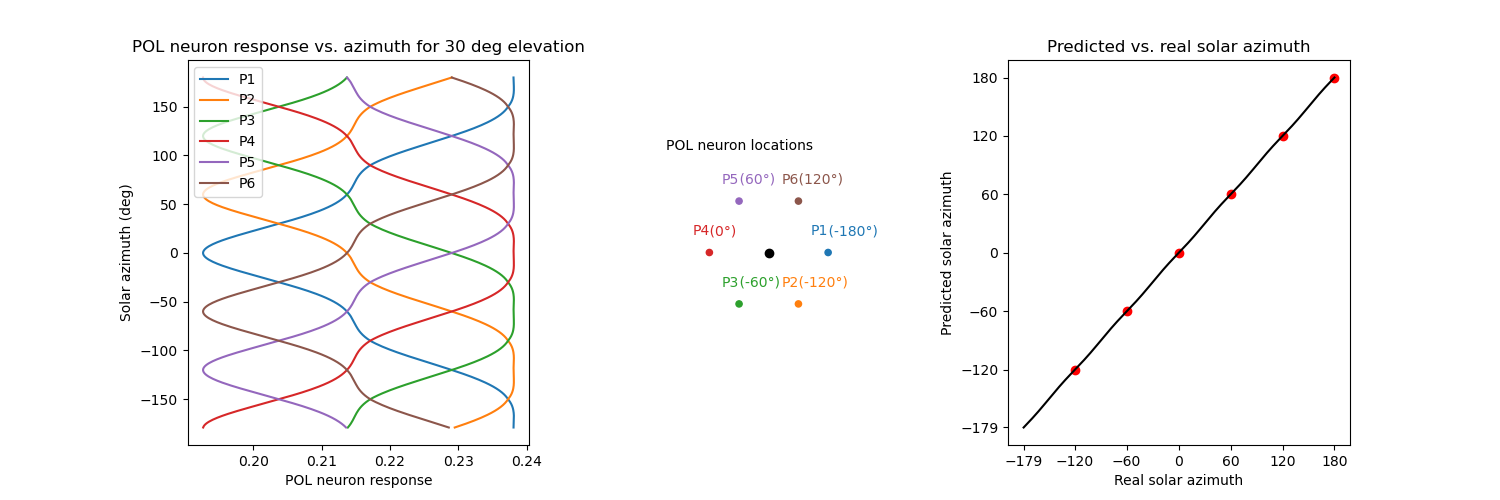 POL neuron response vs. azimuth for 30 deg elevation
P1
P2
P3
P4
P5
P6
150
100
50
0
−50
−100
−150
Solar azimuth (deg)
0.20 0.21 0.22 0.23 0.24
POL neuron response
POL neuron locations
P5(60°) P6(120°)
P4(0°) P1(-180°)
P3(-60°) P2(-120°)
Predicted vs. real solar azimuth
180
120
60
0
−60
−120
−179
Predicted solar azimuth
−179 −120 −60 0 60 120 180
Real solar azimuth